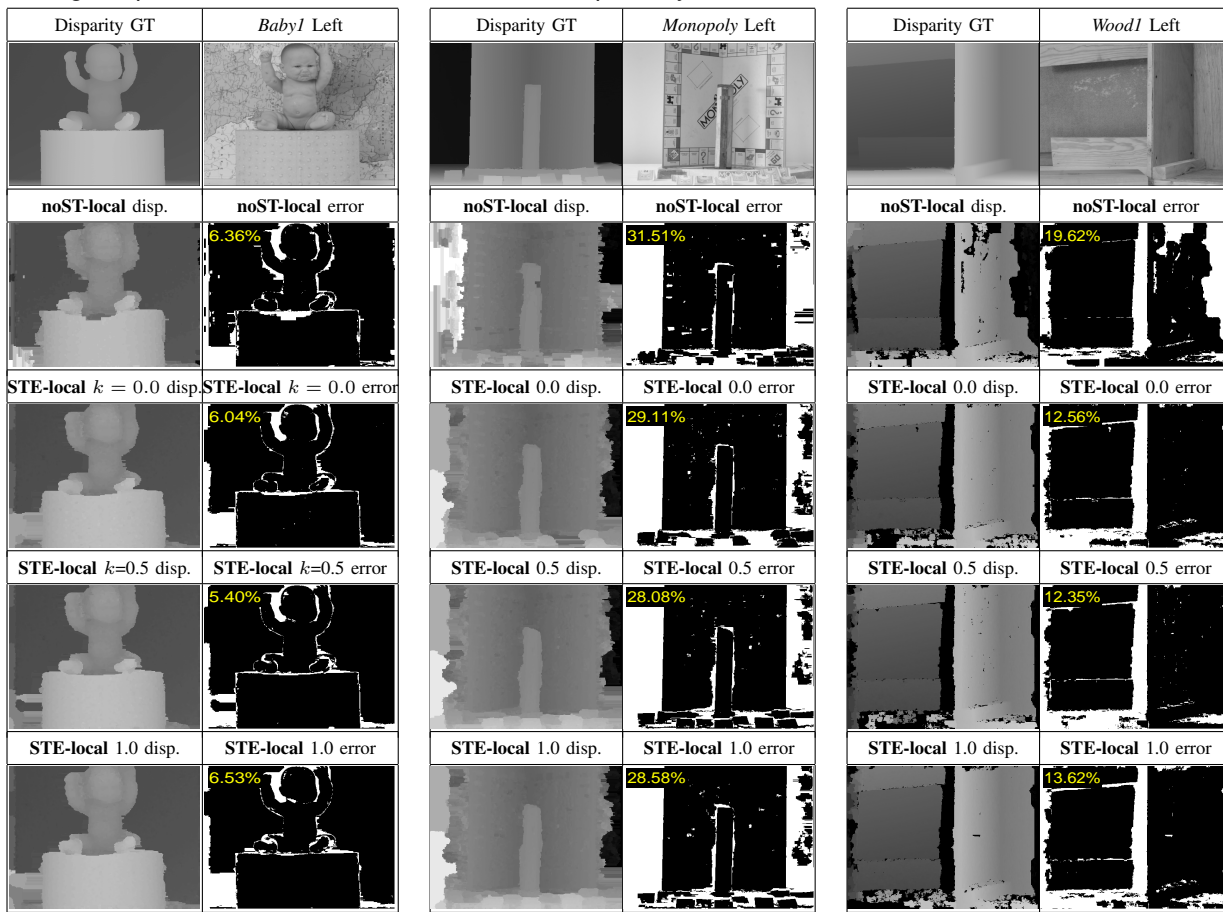 Disparity GT Baby1 Left Disparity GT Monopoly Left Disparity GT Wood1 Left
MONOPOLY
noST-local disp. noST-local error noST-local disp. noST-local error noST-local disp. noST-local error
6.36% 31.51% 19.62%
STE-local k = 0.0 disp. STE-local k = 0.0 error STE-local 0.0 disp. STE-local 0.0 error STE-local 0.0 disp. STE-local 0.0 error
6.04% 29.11% 12.56%
STE-local k=0.5 disp. STE-local k=0.5 error STE-local 0.5 disp. STE-local 0.5 error STE-local 0.5 disp. STE-local 0.5 error
5.40% 28.08% 12.35%
STE-local 1.0 disp. STE-local 1.0 error STE-local 1.0 disp. STE-local 1.0 error STE-local 1.0 disp. STE-local 1.0 error
6.53% 28.58% 13.62%